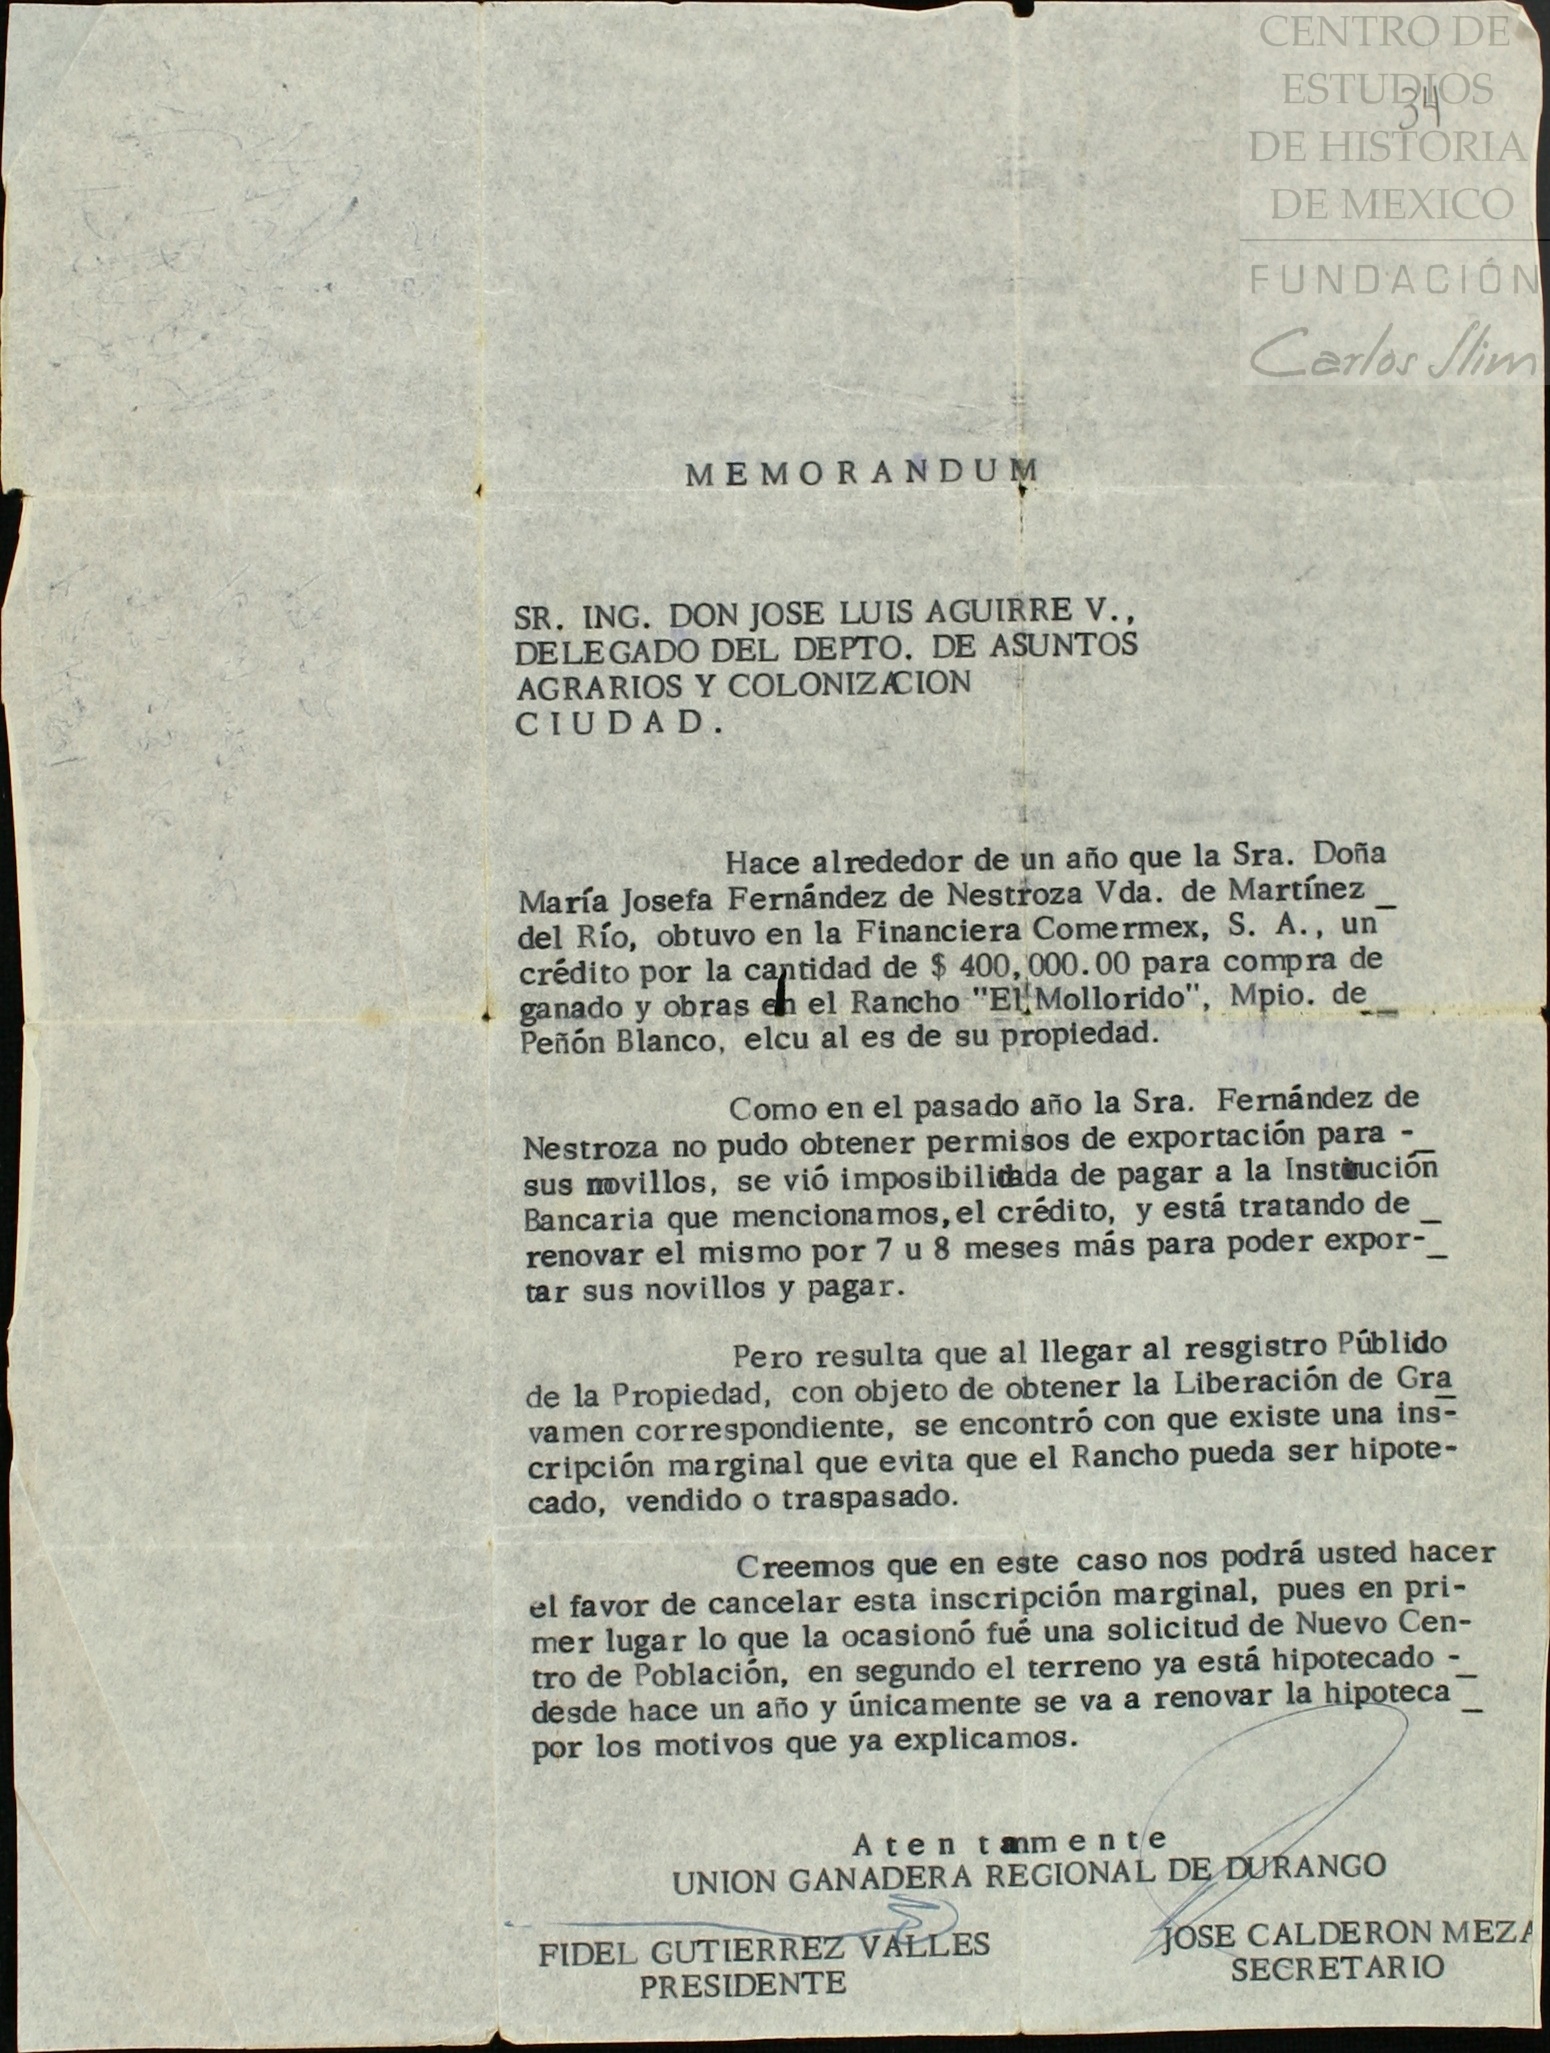 CENTRO DE
ESTUDIOS
DE HISTORIA
DE MEXICO
FUNDACIÓN
Carlos Slim
34
MEMORANDUM
SR. ING. DON JOSE LUIS AGUIRRE V.,
DELEGADO DEL DEPTO. DE ASUNTOS
AGRARIOS Y COLONIZACION
CIUDAD.
Hace alrededor de un año que la Sra. Doña
María Josefa Fernández de Nestroza Vda. de Martínez _
del Río, obtuvo en la Financiera Comermex, S. A., un
crédito por la cantidad de $ 400,000.00 para compra de
ganado y obras en el Rancho "El Mollorido", Mpio. de _
Peñón Blanco, elcu al es de su propiedad.
Como en el pasado año la Sra. Fernández de
Nestroza no pudo obtener permisos de exportación para -_
sus novillos, se vió imposibilitada de pagar a la Institución
Bancaria que mencionamos, el crédito, y está tratando de _
renovar el mismo por 7 u 8 meses más para poder expor-_
tar sus novillos y pagar.
Pero resulta que al llegar al resgistro Públido
de la Propiedad, con objeto de obtener la Liberación de Gra
vamen correspondiente, se encontró con que existe una ins-
cripción marginal que evita que el Rancho pueda ser hipote-
cado, vendido o traspasado.
Creemos que en este caso nos podrá usted hacer
el favor de cancelar esta inscripción marginal, pues en pri-
mer lugar lo que la ocasionó fué una solicitud de Nuevo Cen-
tro de Población, en segundo el terreno ya está hipotecado -_
desde hace un año y únicamente se va a renovar la hipoteca _
por los motivos que ya explicamos.
Atentamente
UNION GANADERA REGIONAL DE DURANGO
FIDEL GUTIERREZ VALLES JOSE CALDERON MEZA
PRESIDENTE SECRETARIO